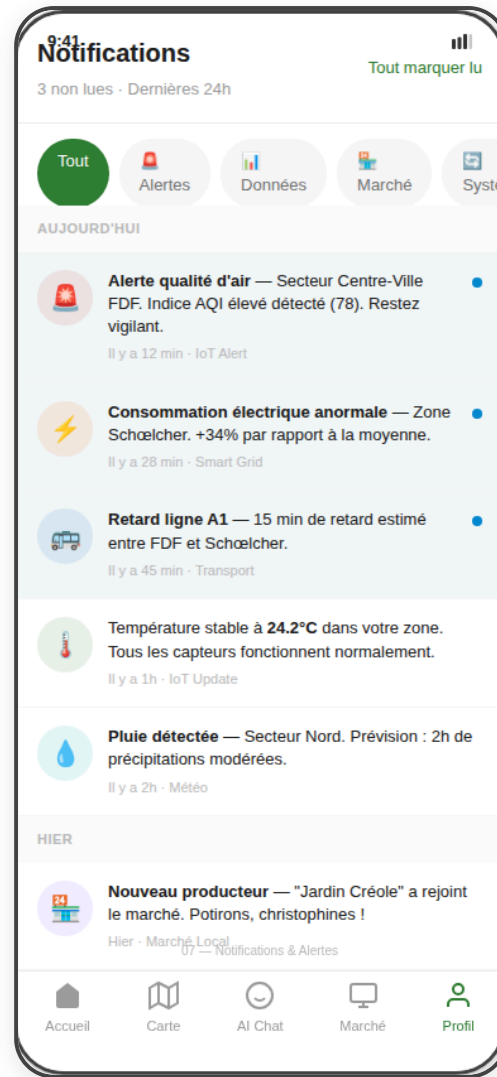 9:41
Notifications
Tout marquer lu
3 non lues · Dernières 24h
Tout
Alertes
Données
Marché
Systè
AUJOURD'HUI
Alerte qualité d'air — Secteur Centre-Ville
FDF. Indice AQI élevé détecté (78). Restez
vigilant.
Il y a 12 min · IoT Alert
Consommation électrique anormale — Zone
Schœlcher. +34% par rapport à la moyenne.
Il y a 28 min · Smart Grid
Retard ligne A1 — 15 min de retard estimé
entre FDF et Schœlcher.
Il y a 45 min · Transport
Température stable à 24.2°C dans votre zone.
Tous les capteurs fonctionnent normalement.
Il y a 1h · IoT Update
Pluie détectée — Secteur Nord. Prévision : 2h de
précipitations modérées.
Il y a 2h · Météo
HIER
24
Nouveau producteur — "Jardin Créole" a rejoint
le marché. Potirons, christophines !
Hier · Marché Local
07 — Notifications & Alertes
Accueil
Carte
AI Chat
Marché
Profil